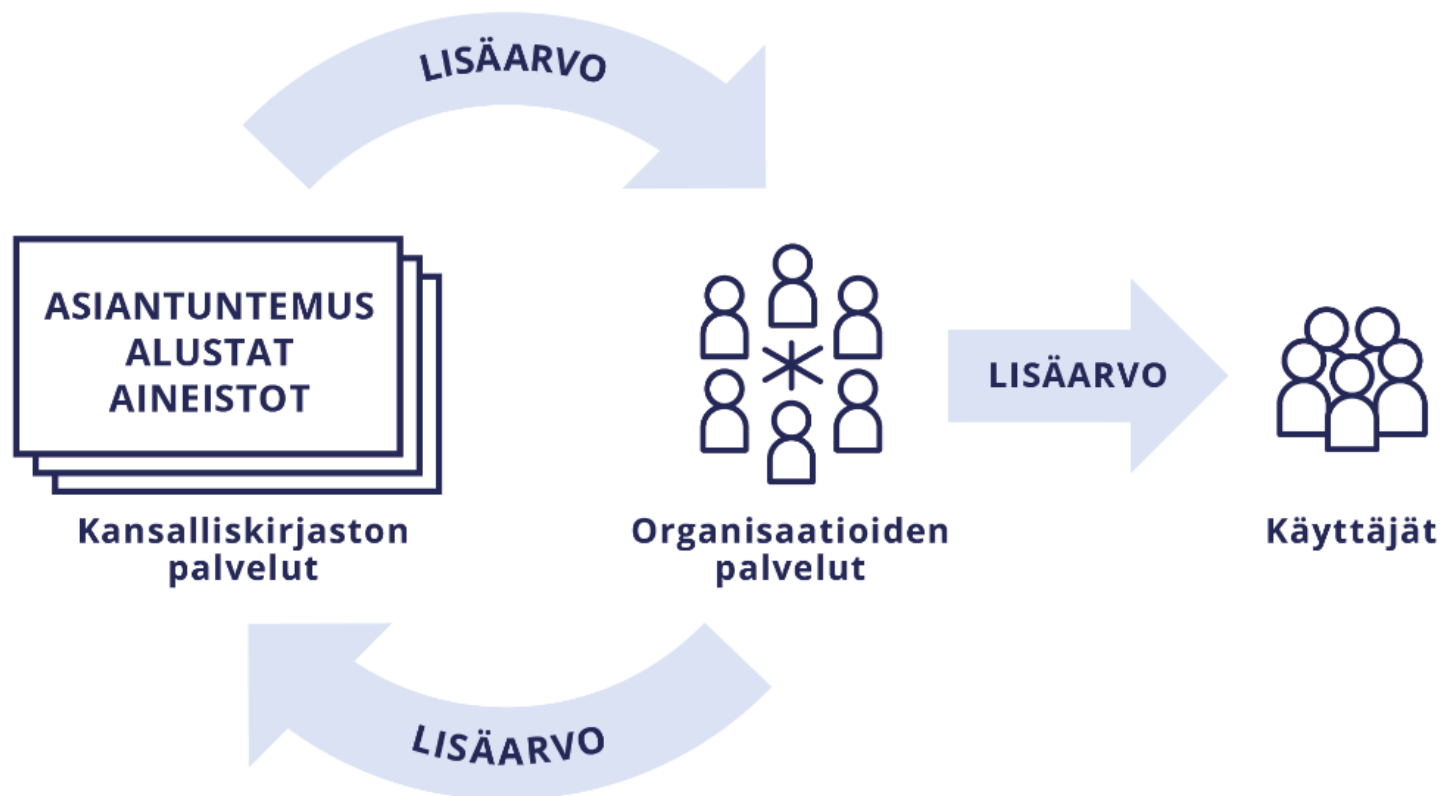 LISÄARVO
ASIANTUNTEMUS
ALUSTAT
AINEISTOT
Kansalliskirjaston
palvelut
Organisaatioiden
palvelut
LISÄARVO
Käyttäjät
LISÄARVO